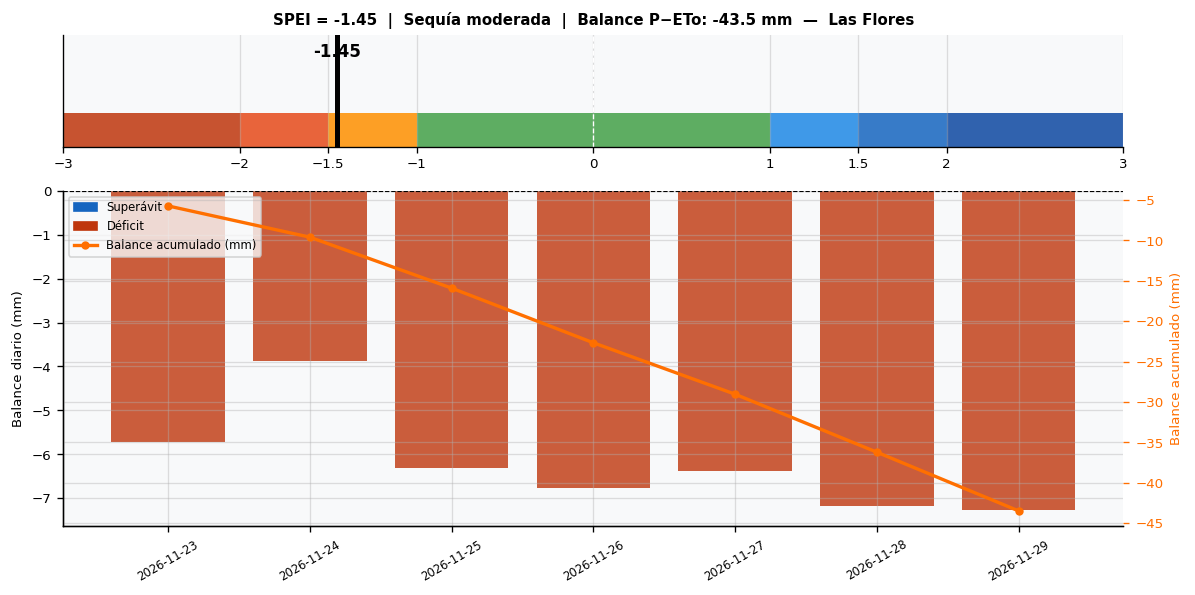 SPEI = -1.45  |  Sequía moderada  |  Balance P−ETo: -43.5 mm  —  Las Flores
-1.45
−3 −2 −1.5 −1 0 1 1.5 2 3
Superávit
Déficit
Balance acumulado (mm)
Balance diario (mm)
0
−1
−2
−3
−4
−5
−6
−7
−5
−10
−15
−20
−25
−30
−35
−40
−45
Balance acumulado (mm)
2026-11-23 2026-11-24 2026-11-25 2026-11-26 2026-11-27 2026-11-28 2026-11-29